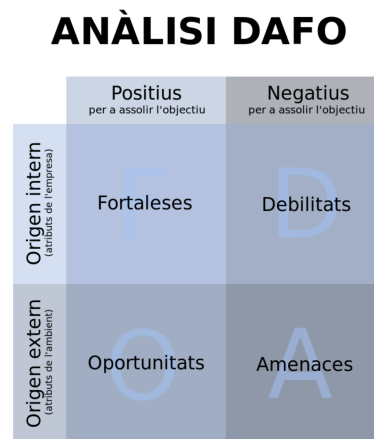 ANÀLISI DAFO
Positius
per a assolir l'objectiu
Negatius
per a assolir l'objectiu
Origen intern
(atributs de l'empresa)
F
Fortaleses
D
Debilitats
Origen extern
(atributs de l'ambient)
O
Oportunitats
A
Amenaces